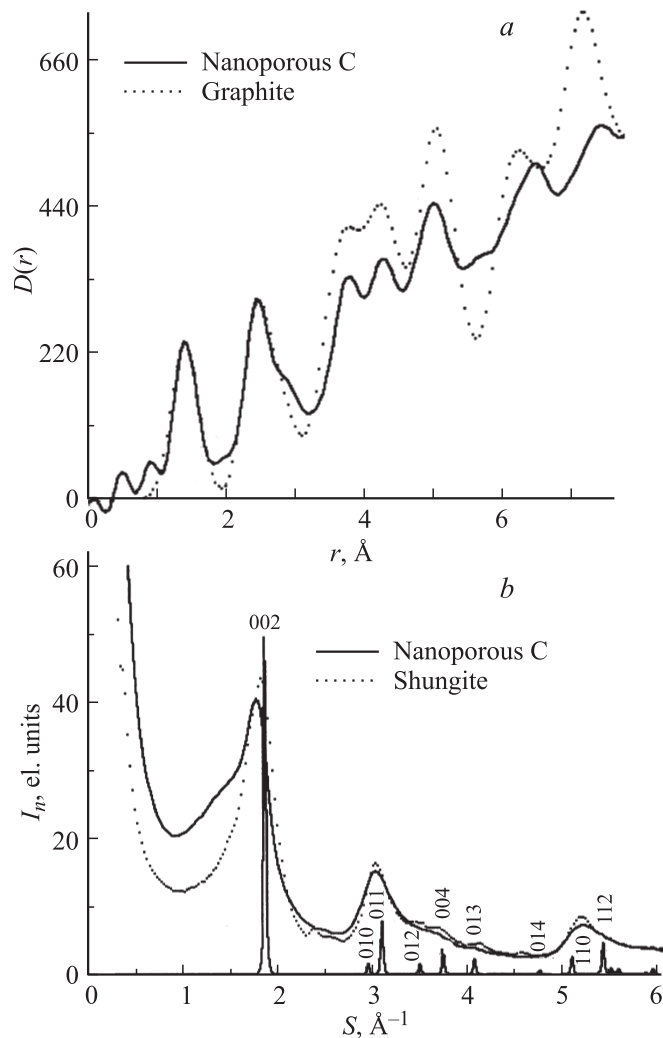 a
660
Nanoporous C
Graphite
440
D(r)
220
0
0 2 4 6
r, Å
60
b
002
Nanoporous C
Shungite
40
I_n, el. units
20
010 011 012 004 013 014 110 112
0
0 1 2 3 4 5 6
S, Å⁻¹